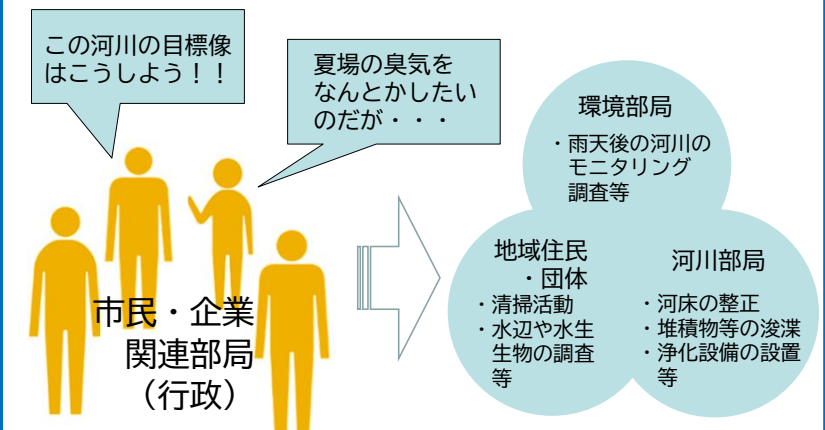 この河川の目標像
はこうしよう!!
夏場の臭気を
なんとかしたい
のだが・・・
市民・企業
関連部局
(行政)
環境部局
・雨天後の河川の
モニタリング
調査等
地域住民
・団体
・清掃活動
・水辺や水生
生物の調査
等
河川部局
・河床の整正
・堆積物等の浚渫
・浄化設備の設置
等